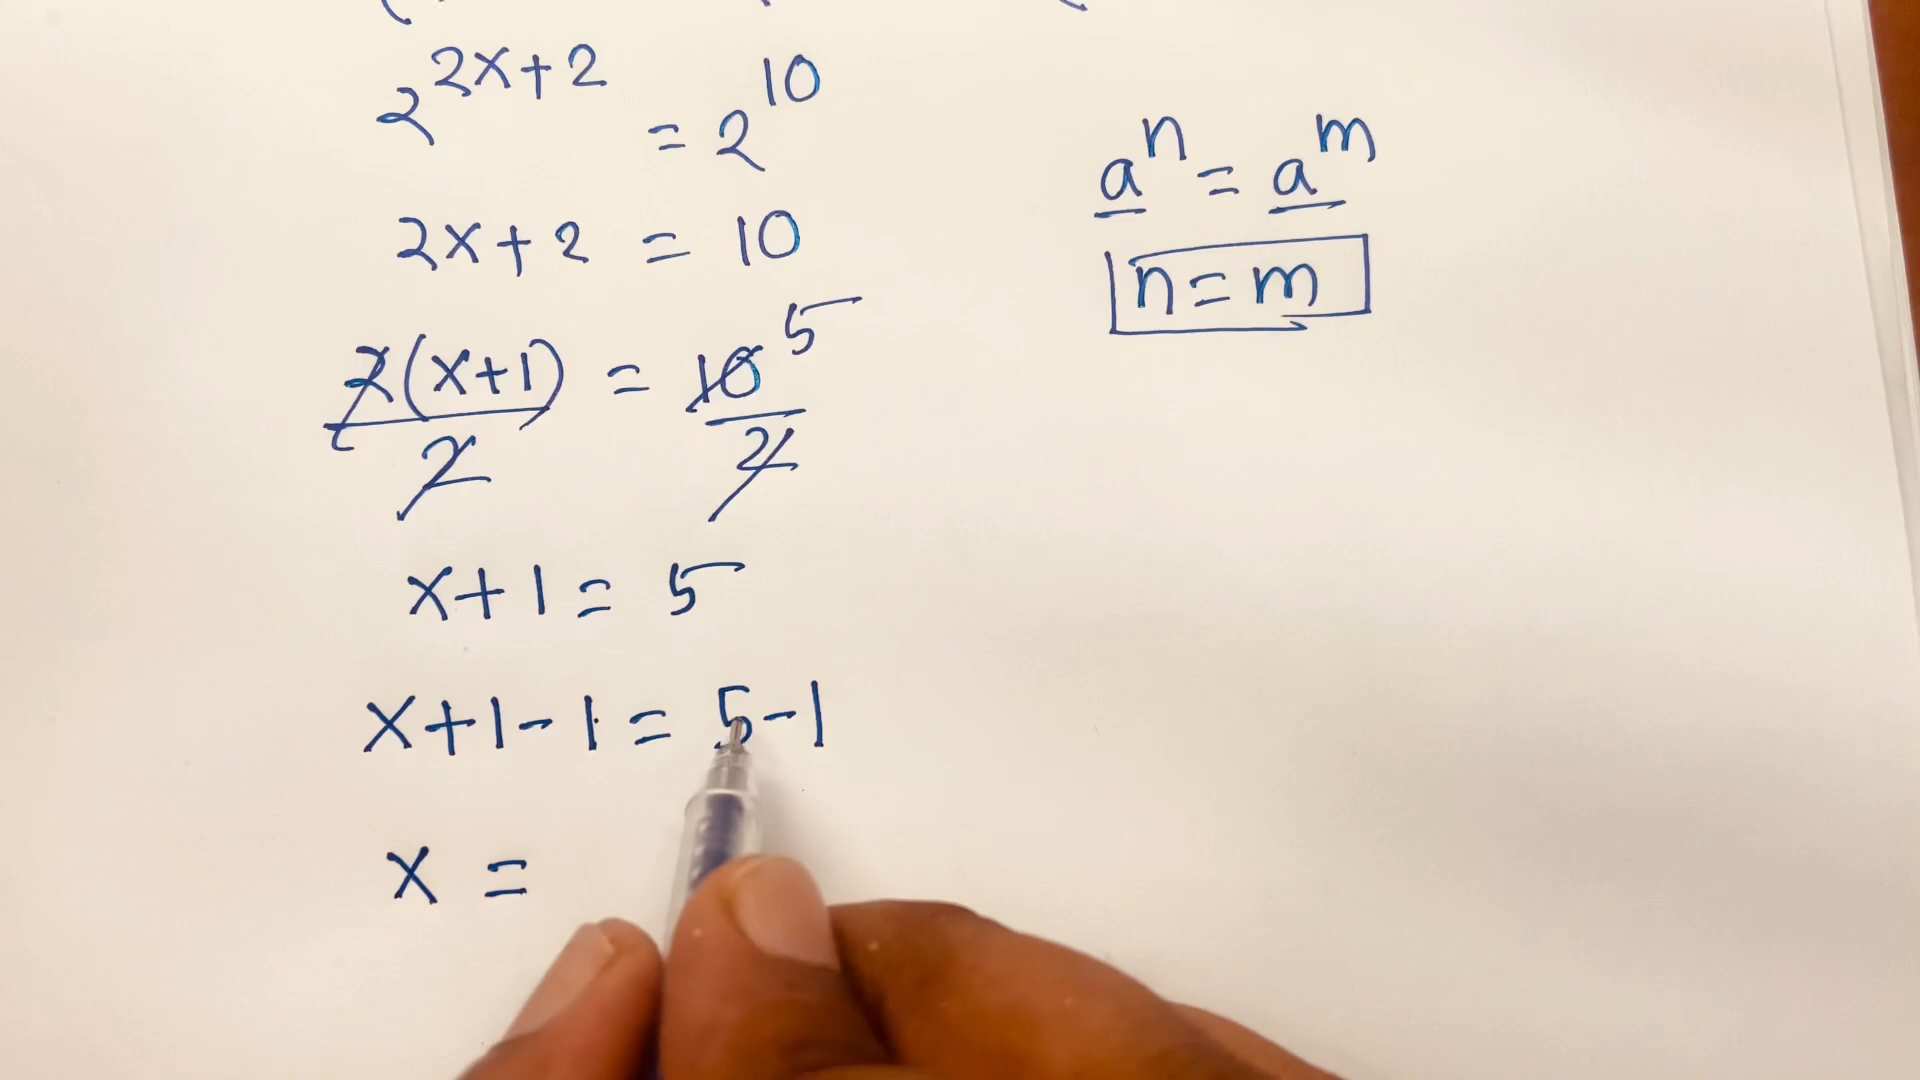 2^{2x+2} = 2^{10}
2x+2 = 10
2(x+1)/2 = 10/2 5
x+1 = 5
x+1-1 = 5-1
x =
a^n = a^m
n = m